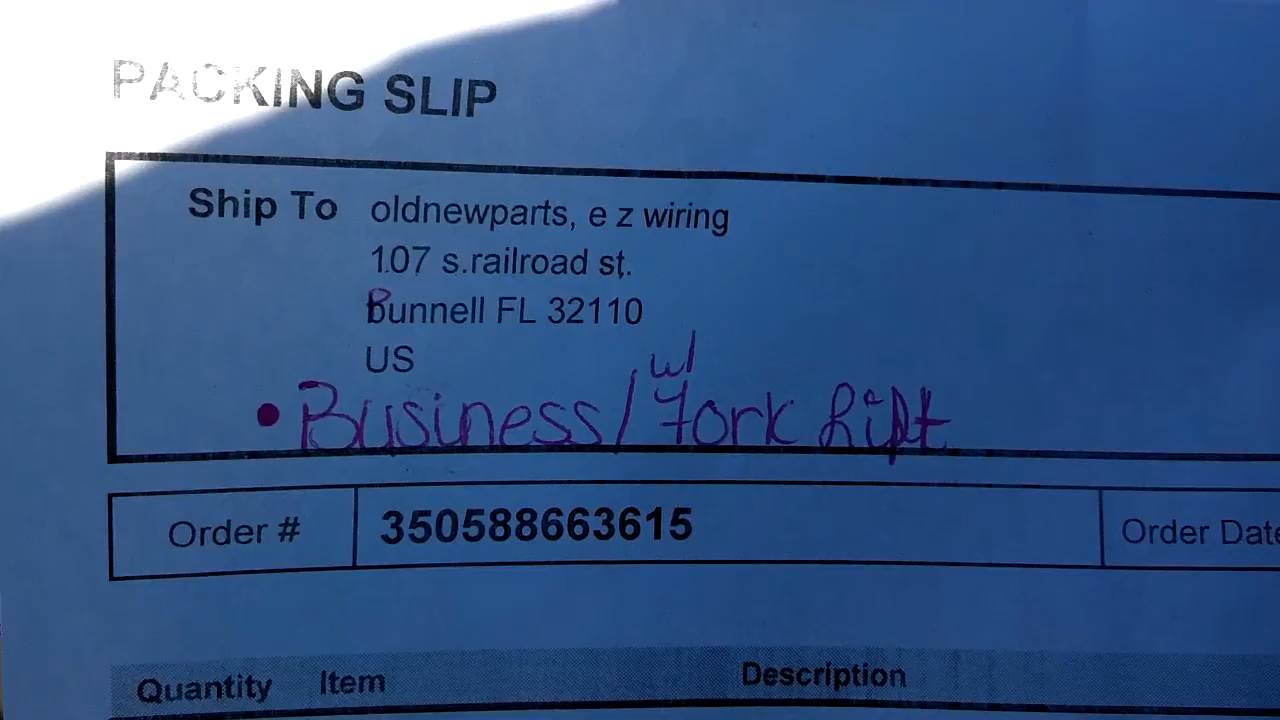 PACKING SLIP
Ship To oldnewparts, e z wiring
107 s.railroad st.
Bunnell FL 32110
US
w/
• Business/ Fork Lift
Order # 350588663615 Order Date
Quantity Item Description